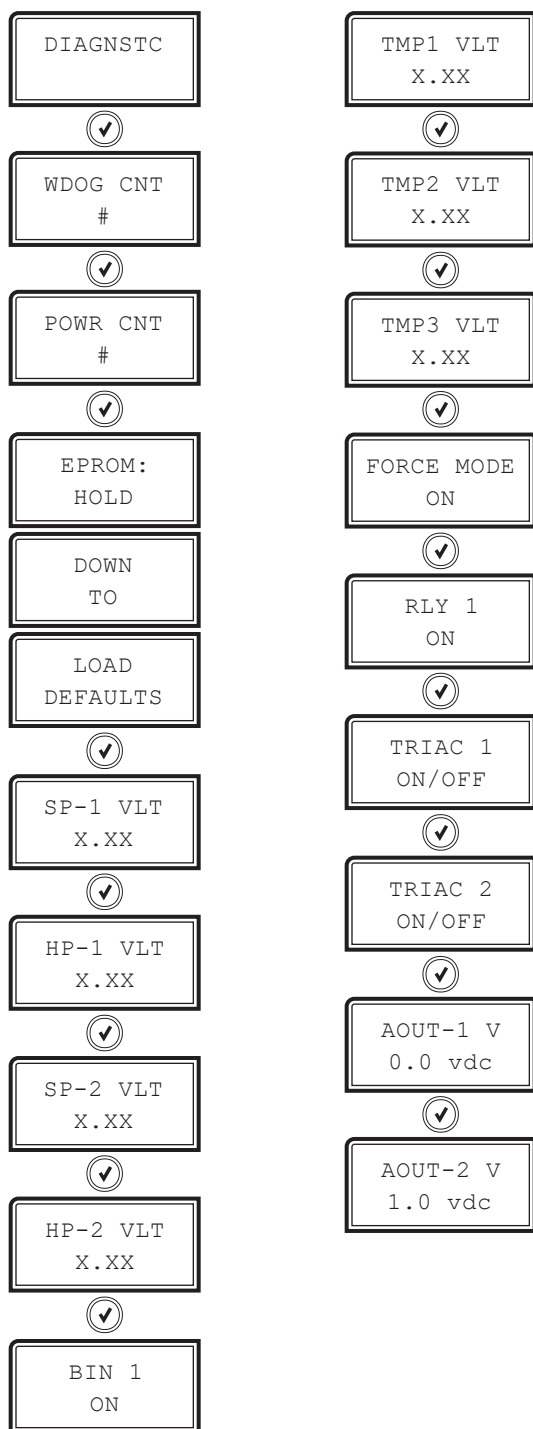 DIAGNSTC
WDOG CNT
#
POWR CNT
#
EPROM:
HOLD
DOWN
TO
LOAD
DEFAULTS
SP-1 VLT
X.XX
HP-1 VLT
X.XX
SP-2 VLT
X.XX
HP-2 VLT
X.XX
BIN 1
ON
TMP1 VLT
X.XX
TMP2 VLT
X.XX
TMP3 VLT
X.XX
FORCE MODE
ON
RLY 1
ON
TRIAC 1
ON/OFF
TRIAC 2
ON/OFF
AOUT-1 V
0.0 vdc
AOUT-2 V
1.0 vdc